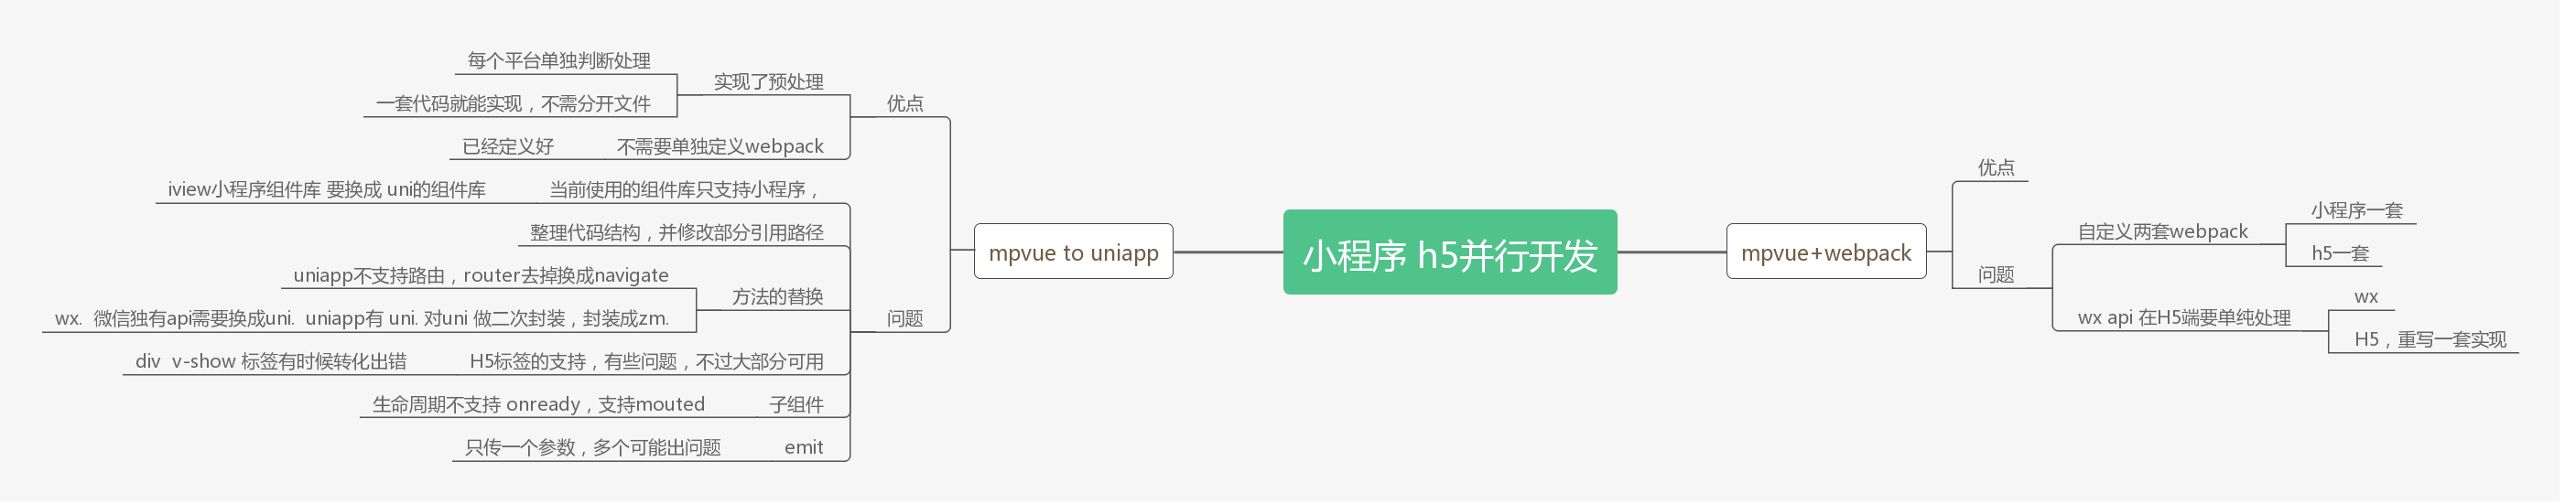 小程序 h5并行开发
mpvue to uniapp
优点
实现了预处理
每个平台单独判断处理
一套代码就能实现，不需分开文件
不需要单独定义webpack
已经定义好
问题
当前使用的组件库只支持小程序，
iview小程序组件库 要换成 uni的组件库
整理代码结构，并修改部分引用路径
方法的替换
uniapp不支持路由，router去掉换成navigate
wx.  微信独有api需要换成uni.  uniapp有 uni. 对uni 做二次封装，封装成zm.
H5标签的支持，有些问题，不过大部分可用
div  v-show 标签有时候转化出错
子组件
生命周期不支持 onready，支持mouted
emit
只传一个参数，多个可能出问题
mpvue+webpack
优点
问题
自定义两套webpack
小程序一套
h5一套
wx api 在H5端要单纯处理
wx
H5，重写一套实现